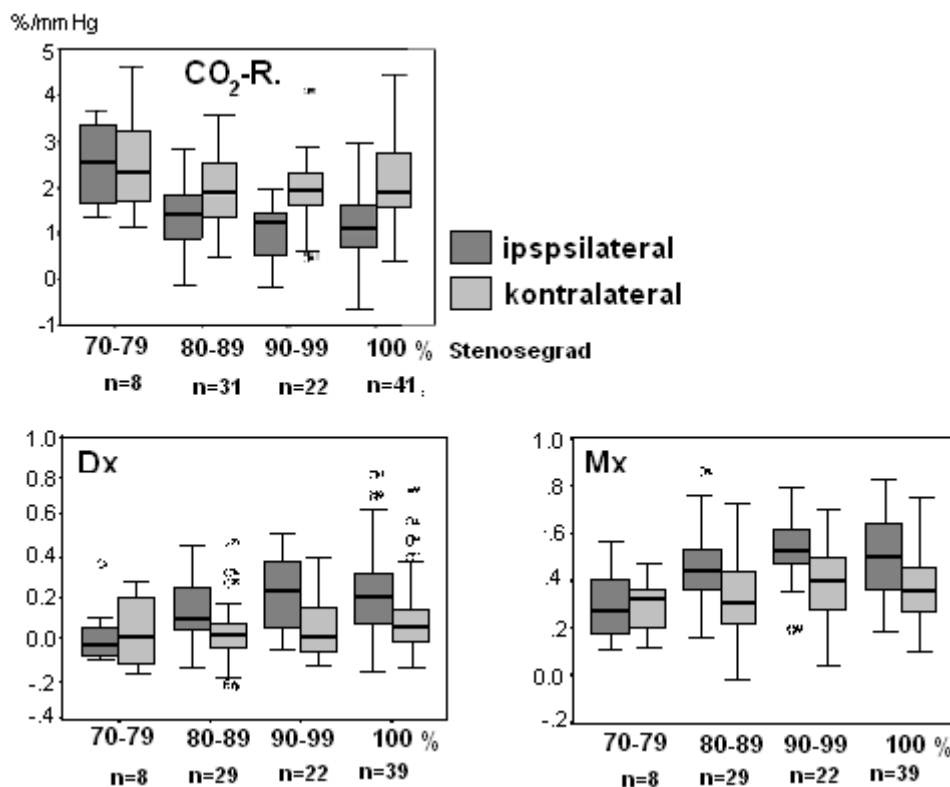 %/mm Hg
CO₂-R.
5
4
3
2
1
0
-1
ipspsilateral
kontralateral
70-79 80-89 90-99 100 % Stenosegrad
n=8 n=31 n=22 n=41
Dx
1.0
0.8
0.6
0.4
0.2
0.0
-.2
-.4
70-79 80-89 90-99 100 %
n=8 n=29 n=22 n=39
Mx
1.0
.8
.6
.4
.2
0.0
-.2
70-79 80-89 90-99 100 %
n=8 n=29 n=22 n=39